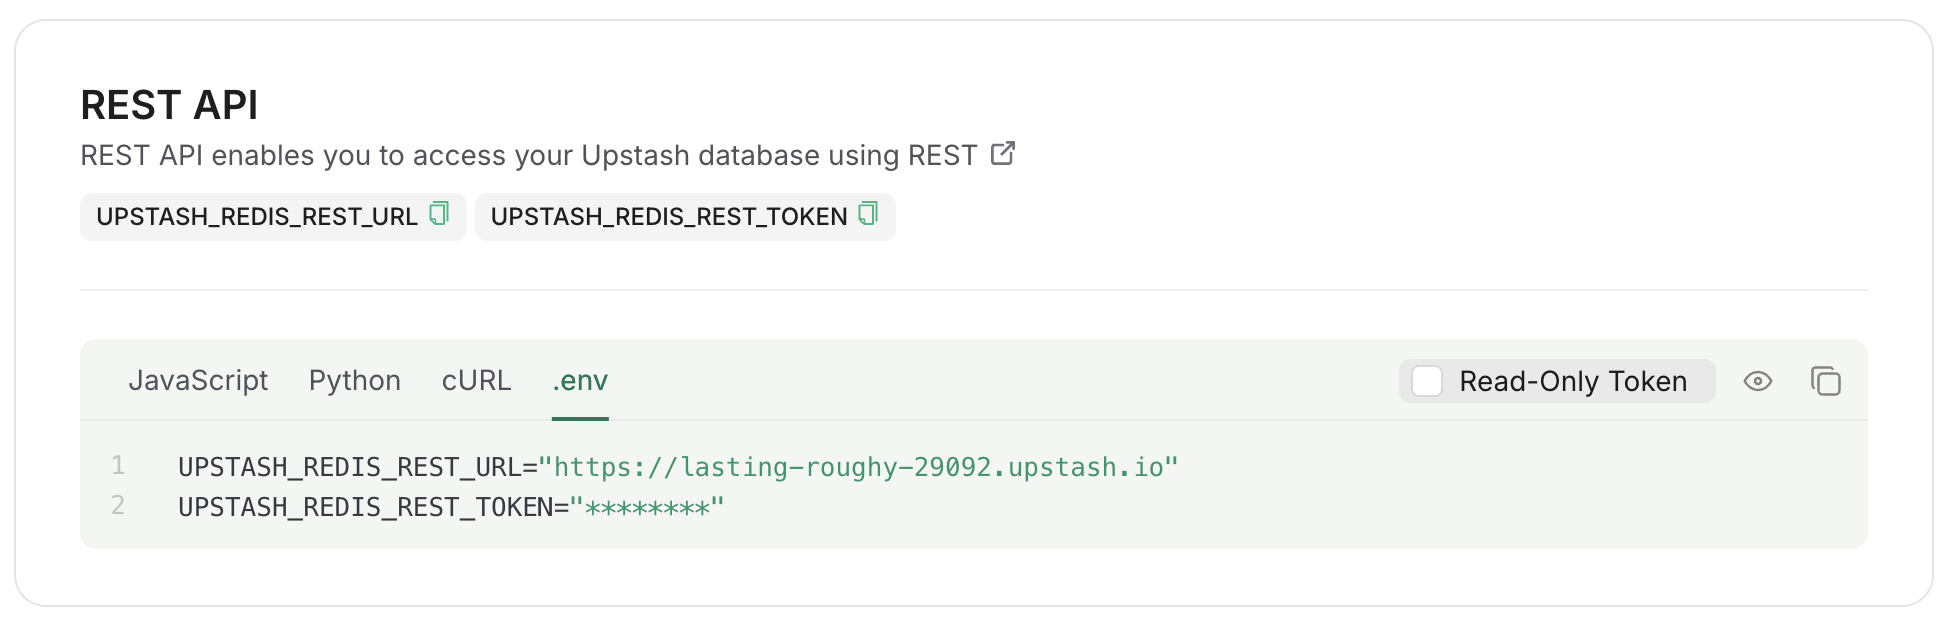 REST API
REST API enables you to access your Upstash database using REST
UPSTASH_REDIS_REST_URL UPSTASH_REDIS_REST_TOKEN
JavaScript Python cURL .env Read-Only Token
1 UPSTASH_REDIS_REST_URL="https://lasting-roughy-29092.upstash.io"
2 UPSTASH_REDIS_REST_TOKEN="********"